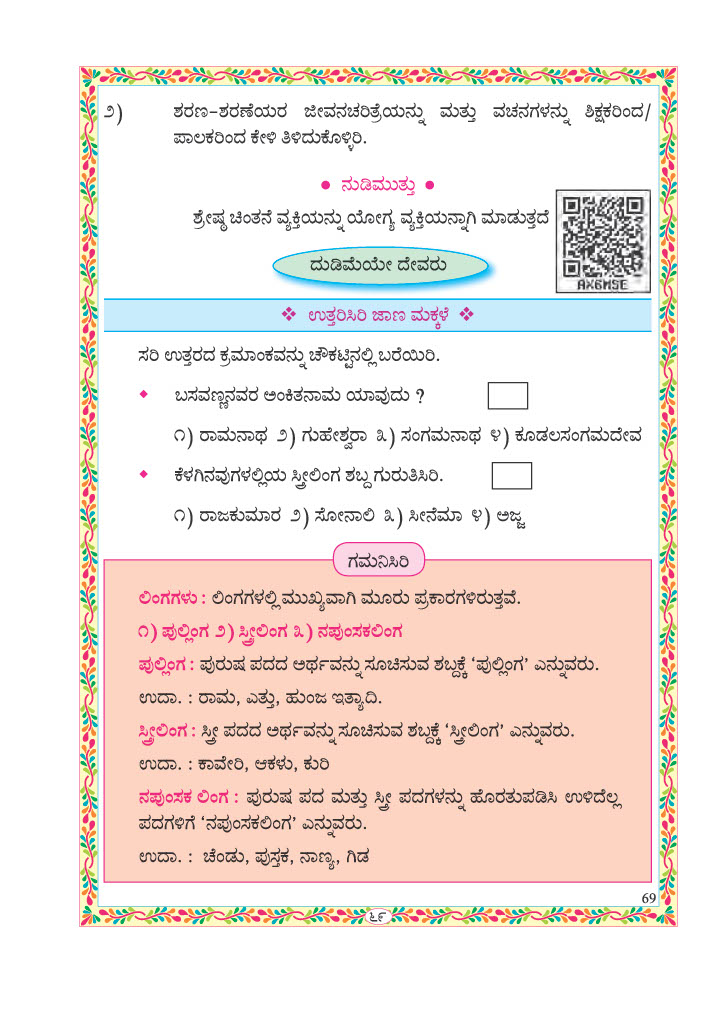 ೨) ಶರಣ-ಶರಣೆಯರ ಜೀವನಚರಿತ್ರೆಯನ್ನು ಮತ್ತು ವಚನಗಳನ್ನು ಶಿಕ್ಷಕರಿಂದ/
ಪಾಲಕರಿಂದ ಕೇಳಿ ತಿಳಿದುಕೊಳ್ಳಿರಿ.
● ನುಡಿಮುತ್ತು ●
ಶ್ರೇಷ್ಠ ಚಿಂತನೆ ವ್ಯಕ್ತಿಯನ್ನು ಯೋಗ್ಯ ವ್ಯಕ್ತಿಯನ್ನಾಗಿ ಮಾಡುತ್ತದೆ
AX6MSE
ದುಡಿಮೆಯೇ ದೇವರು
❖ ಉತ್ತರಿಸಿರಿ ಜಾಣ ಮಕ್ಕಳೆ ❖
ಸರಿ ಉತ್ತರದ ಕ್ರಮಾಂಕವನ್ನು ಚೌಕಟ್ಟಿನಲ್ಲಿ ಬರೆಯಿರಿ.
◆ ಬಸವಣ್ಣನವರ ಅಂಕಿತನಾಮ ಯಾವುದು ?
೧) ರಾಮನಾಥ ೨) ಗುಹೇಶ್ವರಾ ೩) ಸಂಗಮನಾಥ ೪) ಕೂಡಲಸಂಗಮದೇವ
◆ ಕೆಳಗಿನವುಗಳಲ್ಲಿಯ ಸ್ತ್ರೀಲಿಂಗ ಶಬ್ದ ಗುರುತಿಸಿರಿ.
೧) ರಾಜಕುಮಾರ ೨) ಸೋನಾಲಿ ೩) ಸಿನೆಮಾ ೪) ಅಜ್ಜ
ಗಮನಿಸಿರಿ
ಲಿಂಗಗಳು : ಲಿಂಗಗಳಲ್ಲಿ ಮುಖ್ಯವಾಗಿ ಮೂರು ಪ್ರಕಾರಗಳಿರುತ್ತವೆ.
೧) ಪುಲ್ಲಿಂಗ ೨) ಸ್ತ್ರೀಲಿಂಗ ೩) ನಪುಂಸಕಲಿಂಗ
ಪುಲ್ಲಿಂಗ : ಪುರುಷ ಪದದ ಅರ್ಥವನ್ನು ಸೂಚಿಸುವ ಶಬ್ದಕ್ಕೆ ‘ಪುಲ್ಲಿಂಗ’ ಎನ್ನುವರು.
ಉದಾ. : ರಾಮ, ಎತ್ತು, ಹುಂಜ ಇತ್ಯಾದಿ.
ಸ್ತ್ರೀಲಿಂಗ : ಸ್ತ್ರೀ ಪದದ ಅರ್ಥವನ್ನು ಸೂಚಿಸುವ ಶಬ್ದಕ್ಕೆ ‘ಸ್ತ್ರೀಲಿಂಗ’ ಎನ್ನುವರು.
ಉದಾ. : ಕಾವೇರಿ, ಆಕಳು, ಕುರಿ
ನಪುಂಸಕ ಲಿಂಗ : ಪುರುಷ ಪದ ಮತ್ತು ಸ್ತ್ರೀ ಪದಗಳನ್ನು ಹೊರತುಪಡಿಸಿ ಉಳಿದೆಲ್ಲ
ಪದಗಳಿಗೆ ‘ನಪುಂಸಕಲಿಂಗ’ ಎನ್ನುವರು.
ಉದಾ. : ಚೆಂಡು, ಪುಸ್ತಕ, ನಾಣ್ಯ, ಗಿಡ
69
೬೯